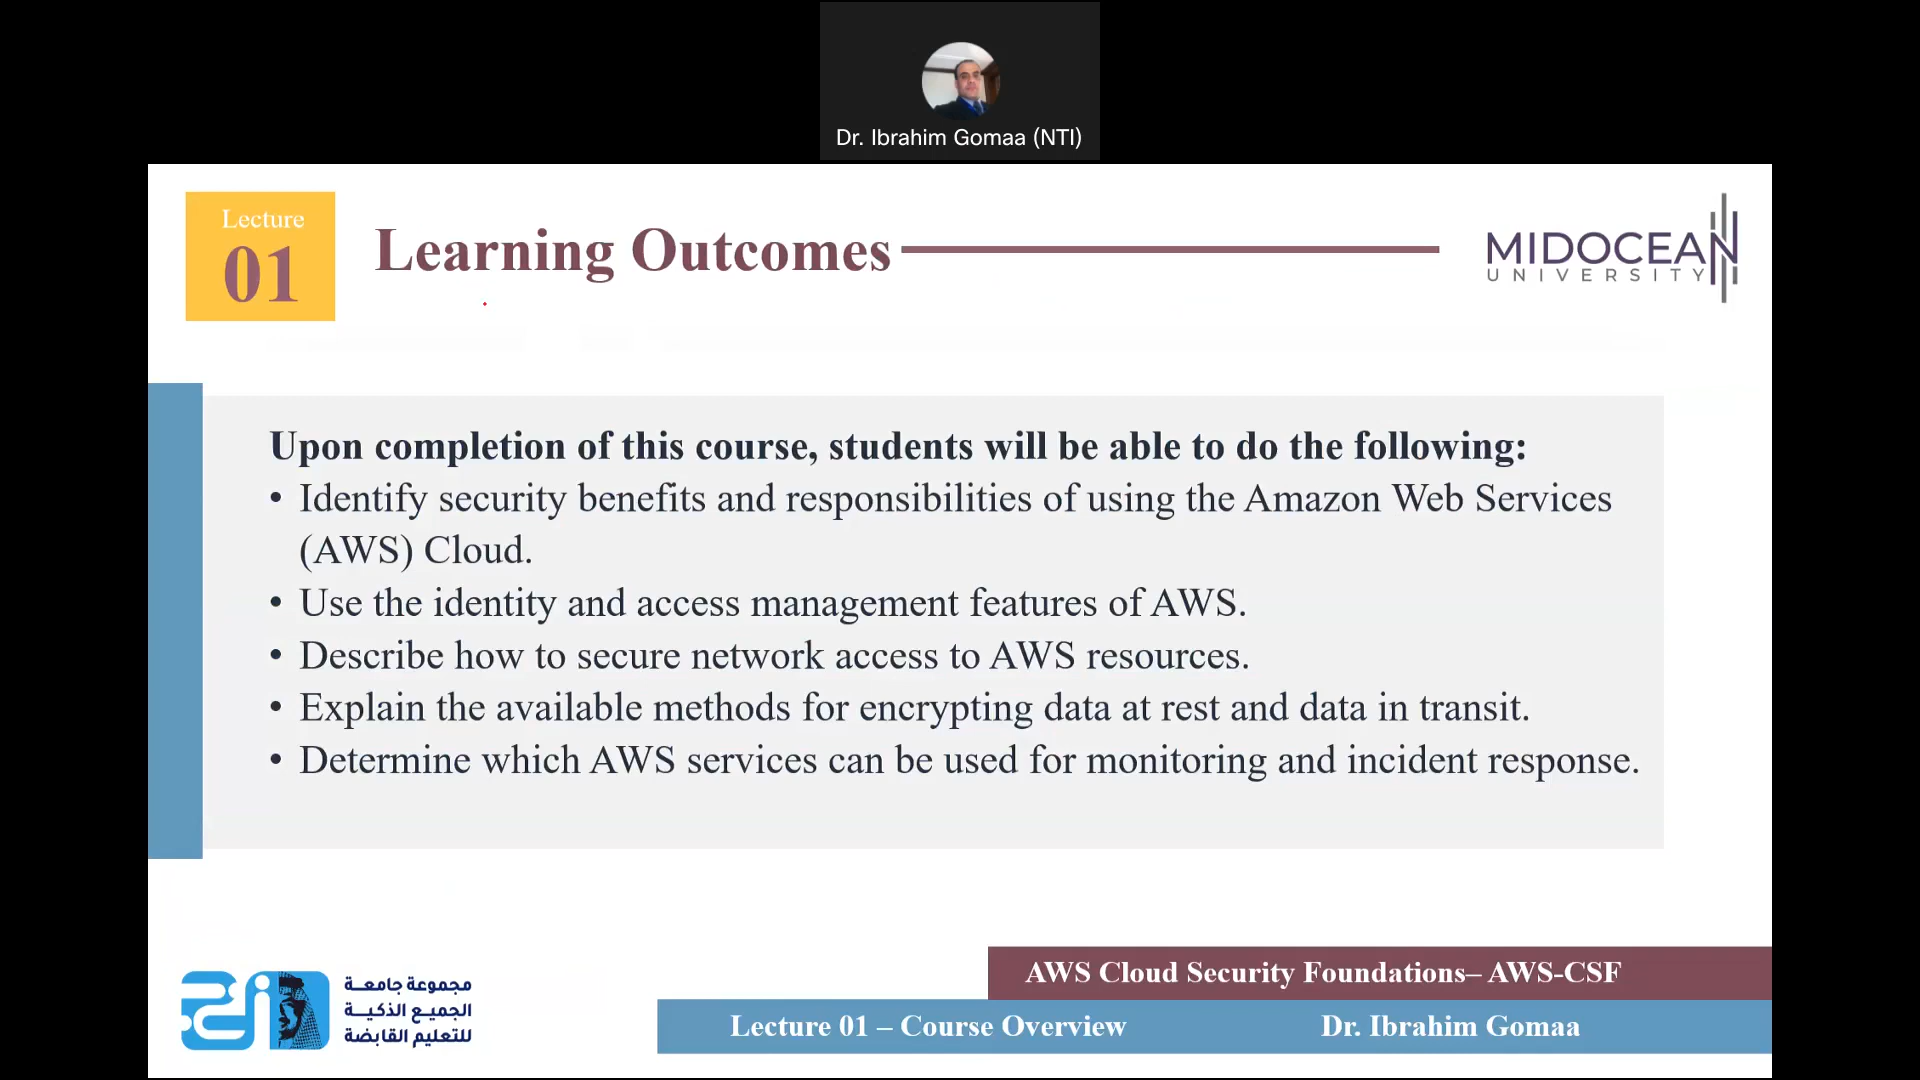 Dr. Ibrahim Gomaa (NTI)
Lecture
01
Learning Outcomes
MIDOCEAN
UNIVERSITY
Upon completion of this course, students will be able to do the following:
• Identify security benefits and responsibilities of using the Amazon Web Services
(AWS) Cloud.
• Use the identity and access management features of AWS.
• Describe how to secure network access to AWS resources.
• Explain the available methods for encrypting data at rest and data in transit.
• Determine which AWS services can be used for monitoring and incident response.
مجموعة جامعة
الجميع الذكية
للتعليم القابضة
AWS Cloud Security Foundations– AWS-CSF
Lecture 01 – Course Overview
Dr. Ibrahim Gomaa